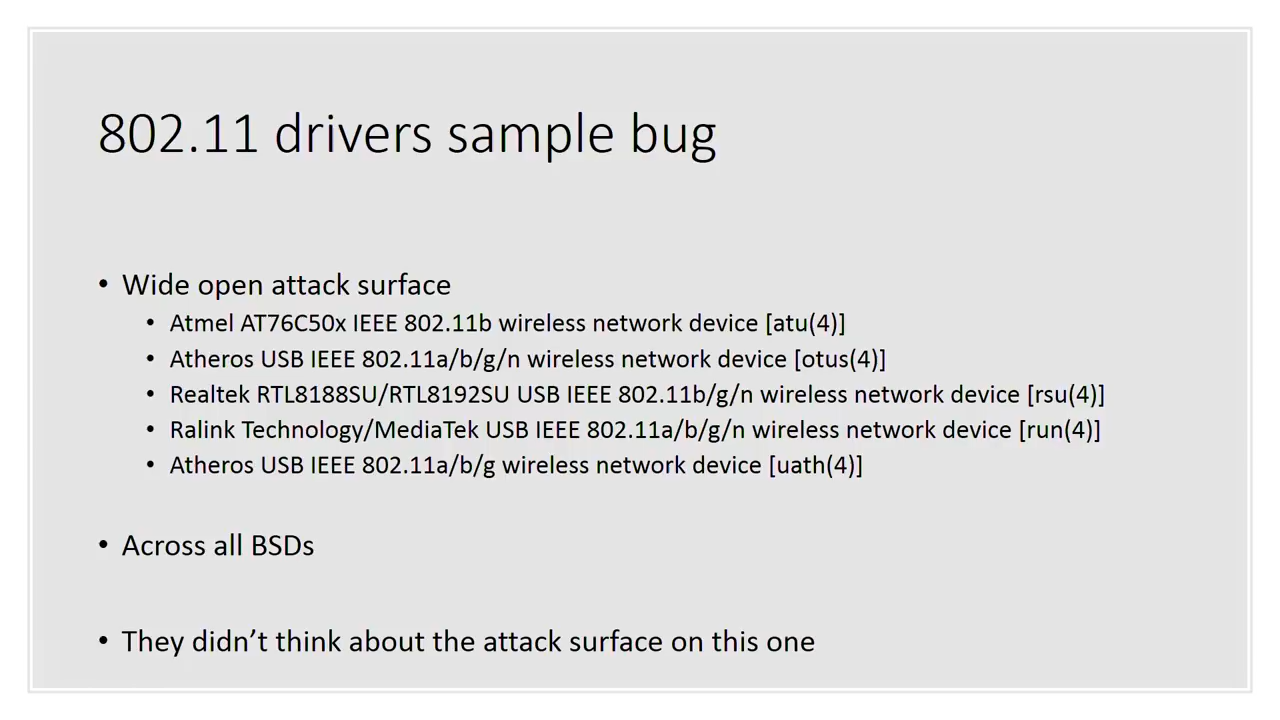 802.11 drivers sample bug
• Wide open attack surface
• Atmel AT76C50x IEEE 802.11b wireless network device [atu(4)]
• Atheros USB IEEE 802.11a/b/g/n wireless network device [otus(4)]
• Realtek RTL8188SU/RTL8192SU USB IEEE 802.11b/g/n wireless network device [rsu(4)]
• Ralink Technology/MediaTek USB IEEE 802.11a/b/g/n wireless network device [run(4)]
• Atheros USB IEEE 802.11a/b/g wireless network device [uath(4)]
• Across all BSDs
• They didn’t think about the attack surface on this one